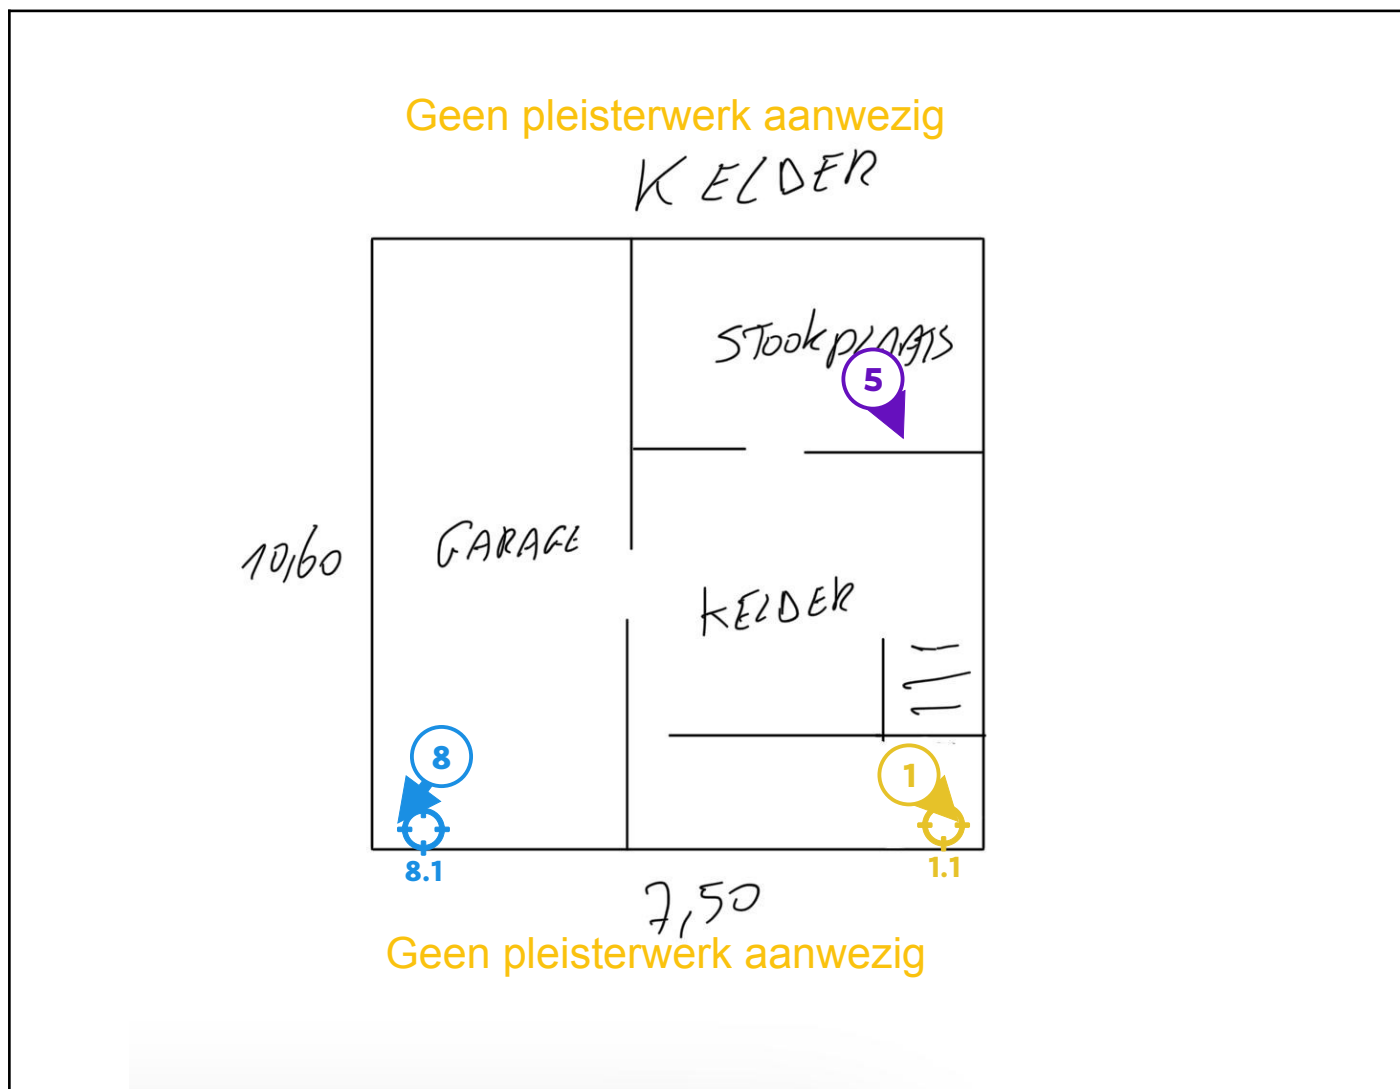 Geen pleisterwerk aanwezig
KELDER
STookplAAtS
5
10,60
GARAGE
KELDER
8
1
8.1
1.1
7,50
Geen pleisterwerk aanwezig